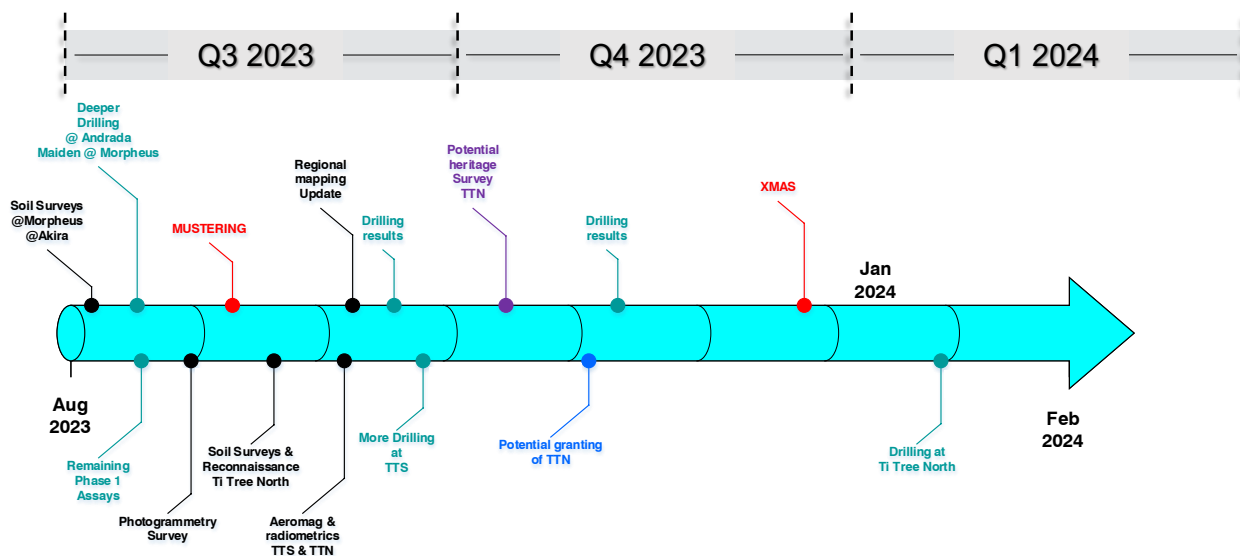 Q3 2023
Q4 2023
Q1 2024
Deeper
Drilling
@ Andrada
Maiden @ Morpheus
Soil Surveys
@Morpheus
@Akira
MUSTERING
Regional
mapping
Update
Drilling
results
Potential
heritage
Survey
TTN
Drilling
results
XMAS
Jan
2024
Aug
2023
Remaining
Phase 1
Assays
Photogrammetry
Survey
Soil Surveys &
Reconnaissance
Ti Tree North
Aeromag &
radiometrics
TTS & TTN
More Drilling
at
TTS
Potential granting
of TTN
Drilling at
Ti Tree North
Feb
2024